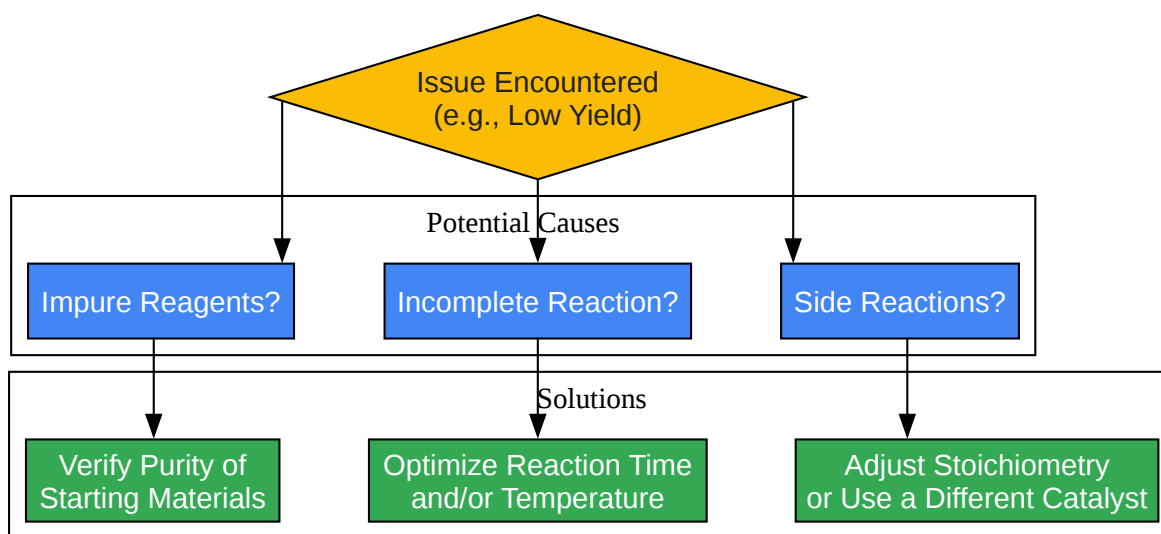 Issue Encountered
(e.g., Low Yield)
Potential Causes
Impure Reagents?
Incomplete Reaction?
Side Reactions?
Solutions
Verify Purity of
Starting Materials
Optimize Reaction Time
and/or Temperature
Adjust Stoichiometry
or Use a Different Catalyst